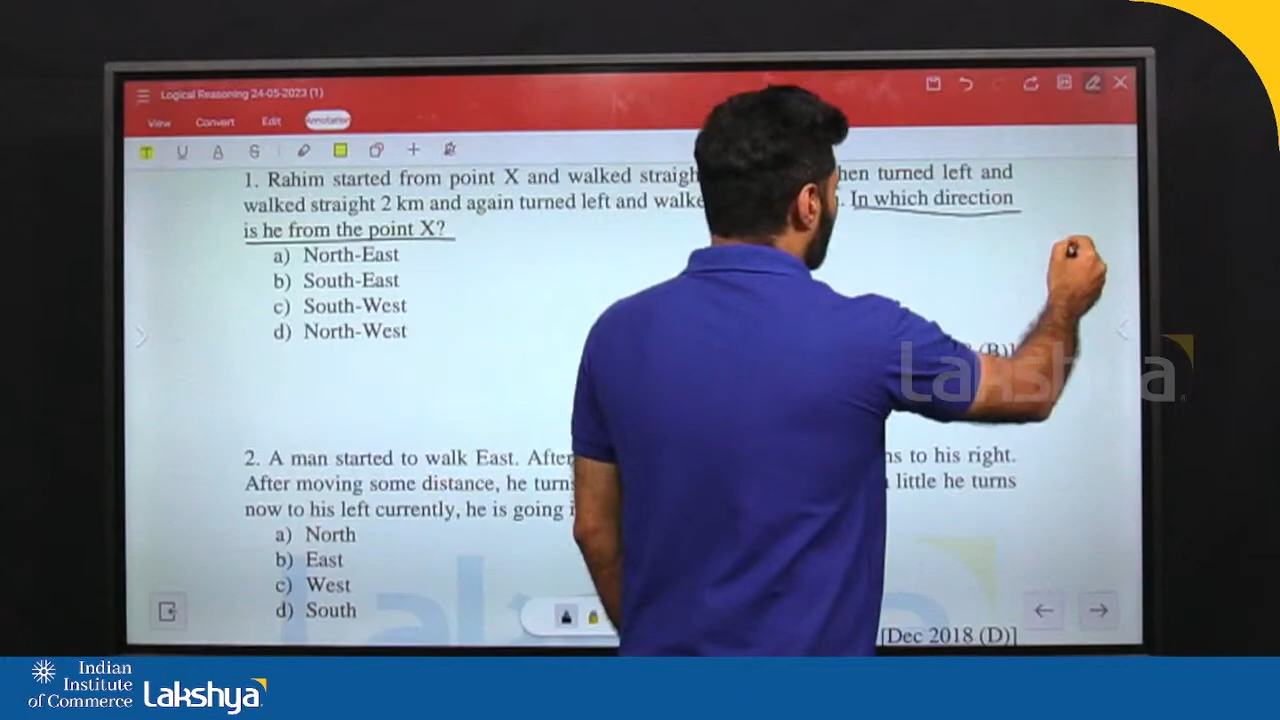 Logical Reasoning 24-05-2023 (1)
View Convert Edit Annotation
1. Rahim started from point X and walked straigh hen turned left and
walked straight 2 km and again turned left and walke . In which direction
is he from the point X?
a) North-East
b) South-East
c) South-West
d) North-West
(B)]
Lakshya
2. A man started to walk East. After ns to his right.
After moving some distance, he turns little he turns
now to his left currently, he is going i
a) North
b) East
c) West
d) South
[Dec 2018 (D)]
Indian
Institute
of Commerce
Lakshya